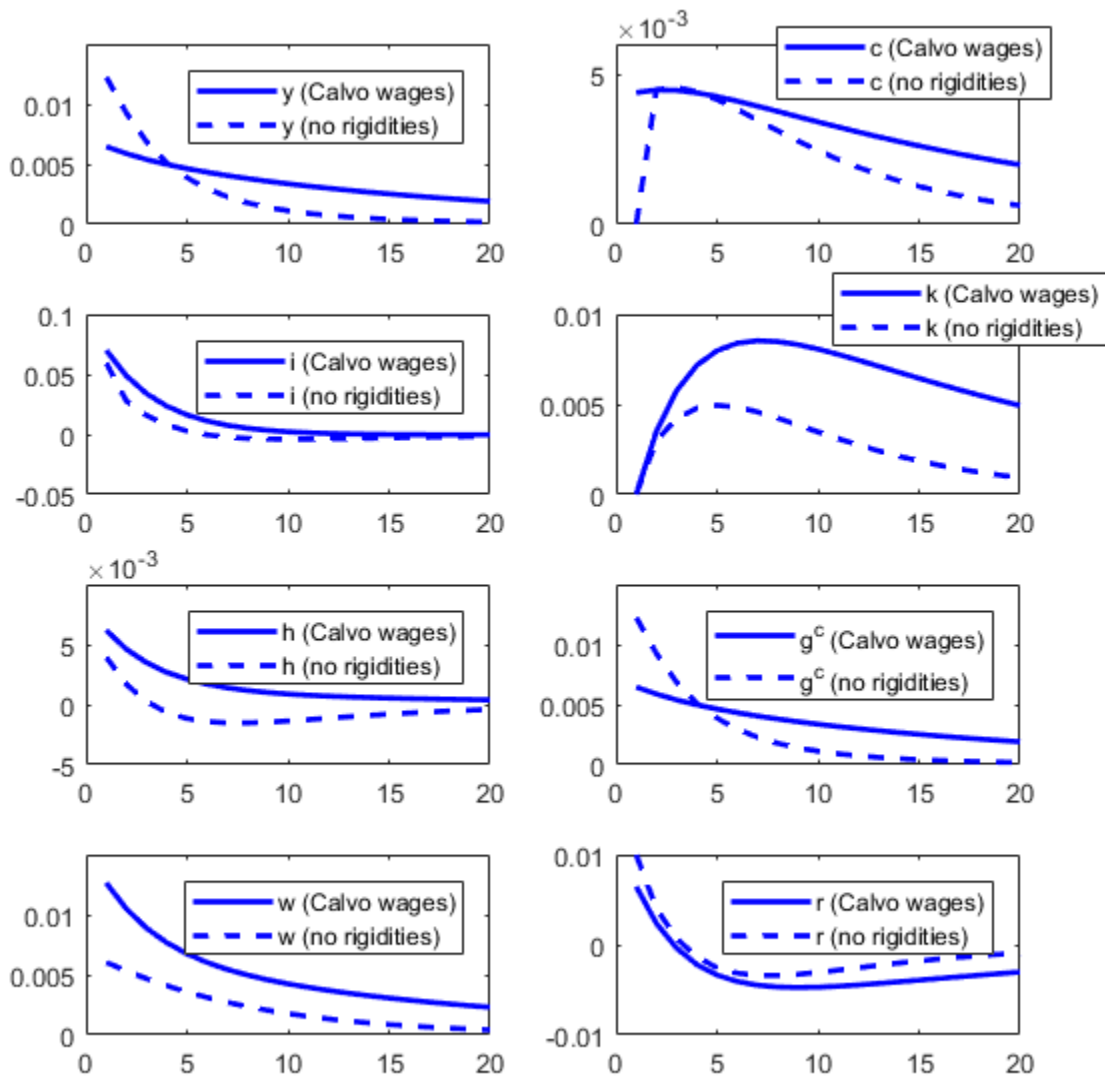 y (Calvo wages)
y (no rigidities)
0.01
0.005
0
0 5 10 15 20
× 10⁻³
c (Calvo wages)
c (no rigidities)
5
0
0 5 10 15 20
i (Calvo wages)
i (no rigidities)
0.1
0.05
0
-0.05
0 5 10 15 20
k (Calvo wages)
k (no rigidities)
0.01
0.005
0
0 5 10 15 20
× 10⁻³
h (Calvo wages)
h (no rigidities)
5
0
-5
0 5 10 15 20
gᶜ (Calvo wages)
gᶜ (no rigidities)
0.01
0.005
0
0 5 10 15 20
w (Calvo wages)
w (no rigidities)
0.01
0.005
0
0 5 10 15 20
r (Calvo wages)
r (no rigidities)
0.01
0
-0.01
0 5 10 15 20